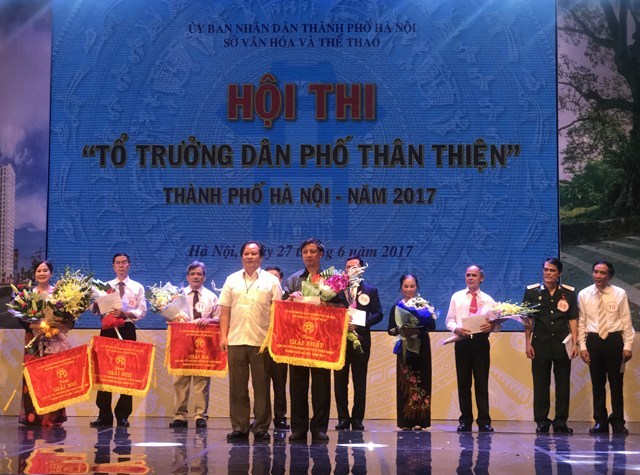 ỦY BAN NHÂN DÂN THÀNH PHỐ HÀ NỘI
SỞ VĂN HÓA VÀ THỂ THAO
HỘI THI
“TỔ TRƯỞNG DÂN PHỐ THÂN THIỆN”
THÀNH PHỐ HÀ NỘI - NĂM 2017
Hà Nội, ngày 27 tháng 6 năm 2017
GIẢI NHẤT
GIẢI BA
GIẢI NHÌ
GIẢI NHÌ